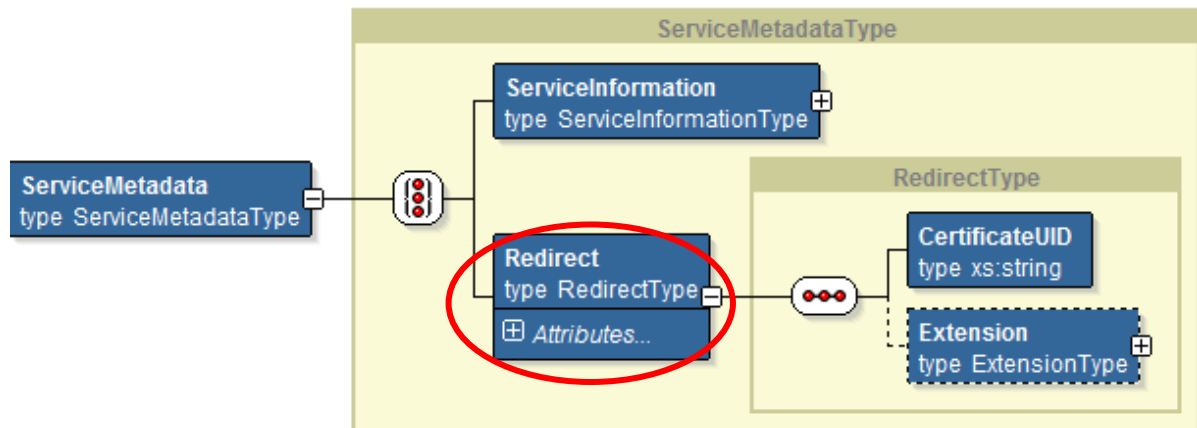 ServiceMetadataType
ServiceInformation
type ServiceInformationType
ServiceMetadata
type ServiceMetadataType
RedirectType
Redirect
type RedirectType
Attributes...
CertificateUID
type xs:string
Extension
type ExtensionType